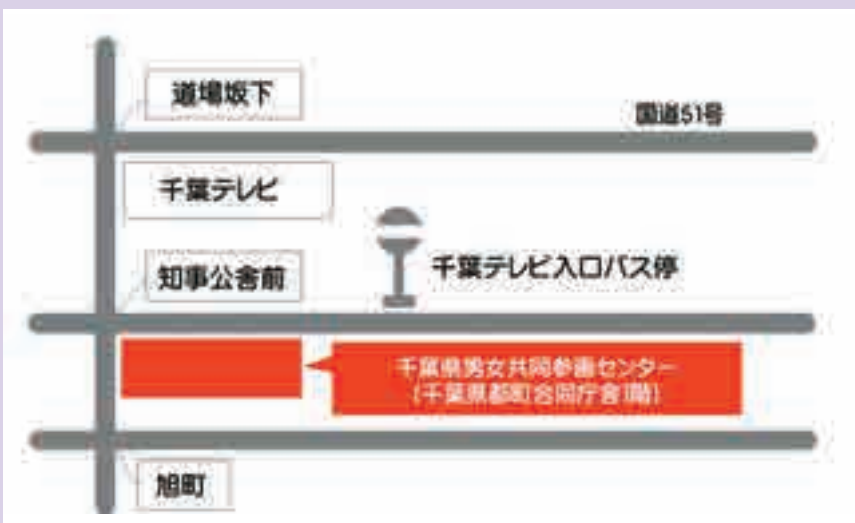 道場坂下
国道51号
千葉テレビ
千葉テレビ入口バス停
知事公舎前
千葉県男女共同参画センター
(千葉県都町合同庁舎1階)
旭町